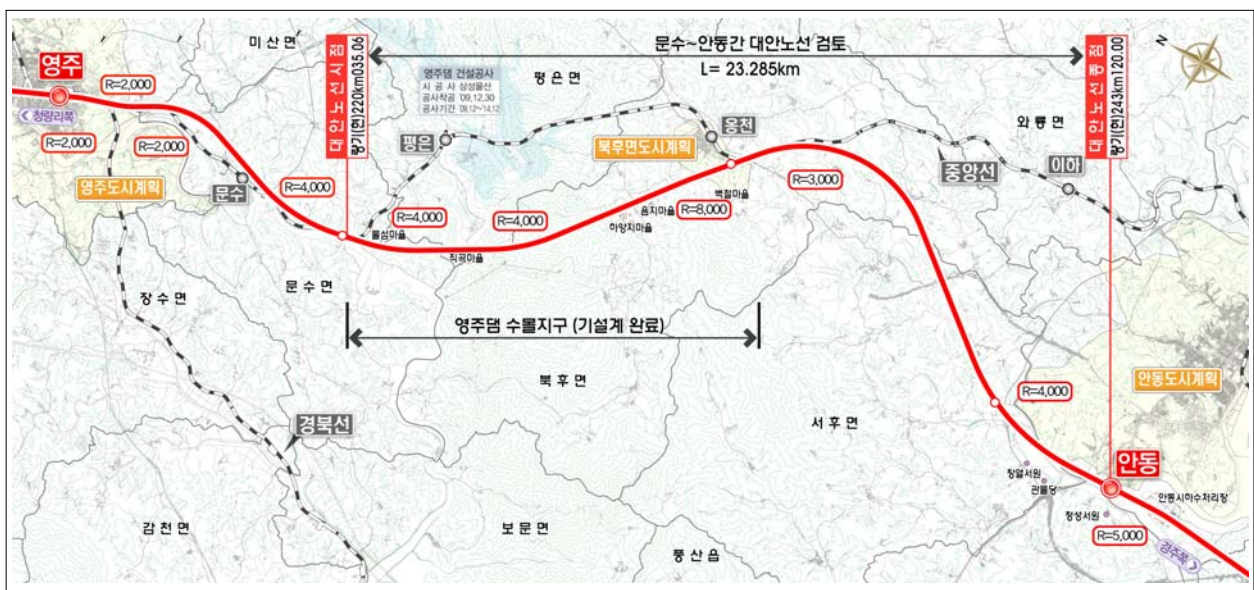 미산면
대안노선시점
왕기(현)220km035.06
문수~안동간 대안노선 검토
L= 23.285km
대안노선종점
왕기(현)243km120.00
N
영주
R=2,000
영주댐 건설공사
시 공 사 삼성물산
공사착공 '09.12.30
공사기간 '09.12~'14.12
평은면
와룡면
< 청량리쪽
R=2,000
R=2,000
평은
옹천
북후면도시계획
중앙선
이하
영주도시계획
문수
R=4,000
R=4,000
R=4,000
R=8,000
R=3,000
벽절마을
음지마을
하양지마을
물섬마을
직곡마을
장수면
문수면
영주댐 수몰지구 (기설계 완료)
북후면
안동도시계획
R=4,000
서후면
경북선
안동
창열서원
관물당
안동시하수처리장
청성서원
R=5,000
감천면
보문면
풍산읍
경주쪽 >